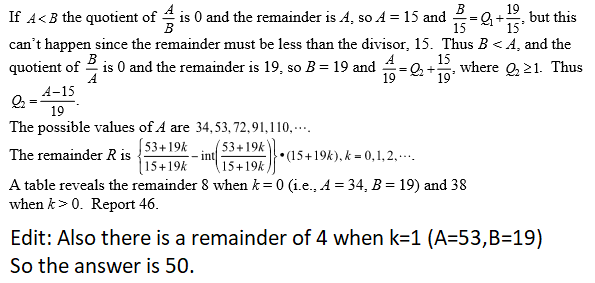 If A < B the quotient of A/B is 0 and the remainder is A, so A = 15 and B/15 = Q₁ + 19/15, but this
can't happen since the remainder must be less than the divisor, 15. Thus B < A, and the
quotient of B/A is 0 and the remainder is 19, so B = 19 and A/19 = Q₂ + 15/19, where Q₂ ≥ 1. Thus
Q₂ = (A−15)/19.
The possible values of A are 34, 53, 72, 91, 110, ⋯.
The remainder R is {(53+19k)/(15+19k) − int((53+19k)/(15+19k))}•(15+19k), k = 0,1,2,⋯.
A table reveals the remainder 8 when k = 0 (i.e., A = 34, B = 19) and 38
when k > 0. Report 46.
Edit: Also there is a remainder of 4 when k=1 (A=53,B=19)
So the answer is 50.